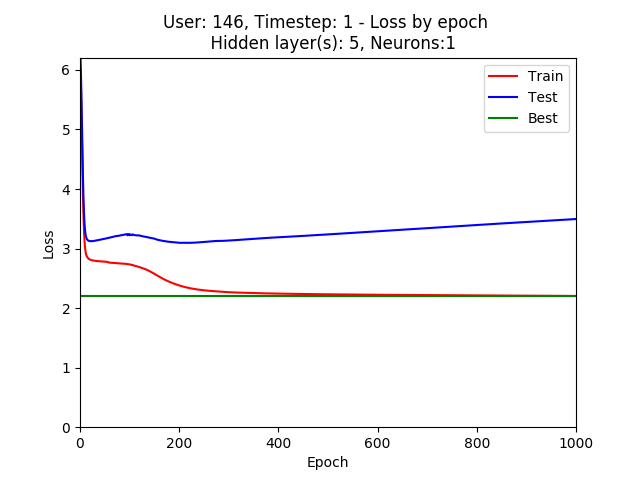 User: 146, Timestep: 1 - Loss by epoch
Hidden layer(s): 5, Neurons:1
Train
Test
Best
Loss
6
5
4
3
2
1
0
0 200 400 600 800 1000
Epoch